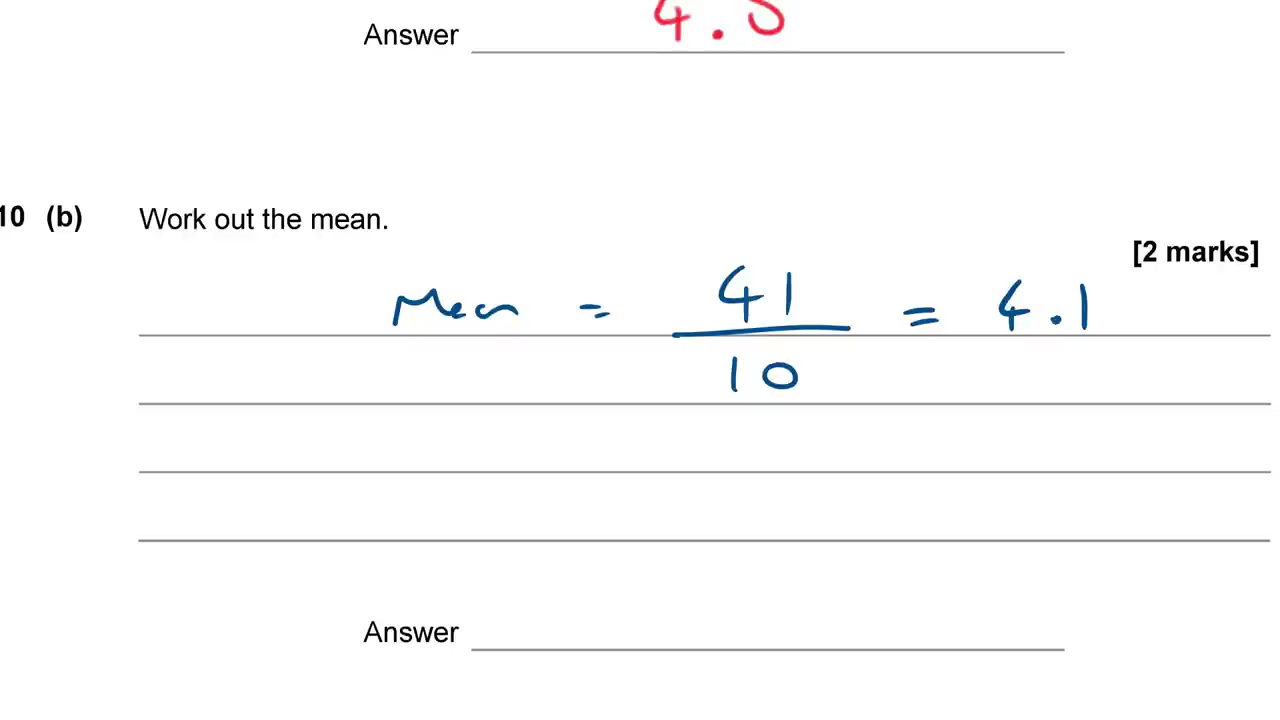 Answer 4.5
10 (b) Work out the mean.
[2 marks]
Mean = 41/10 = 4.1
Answer